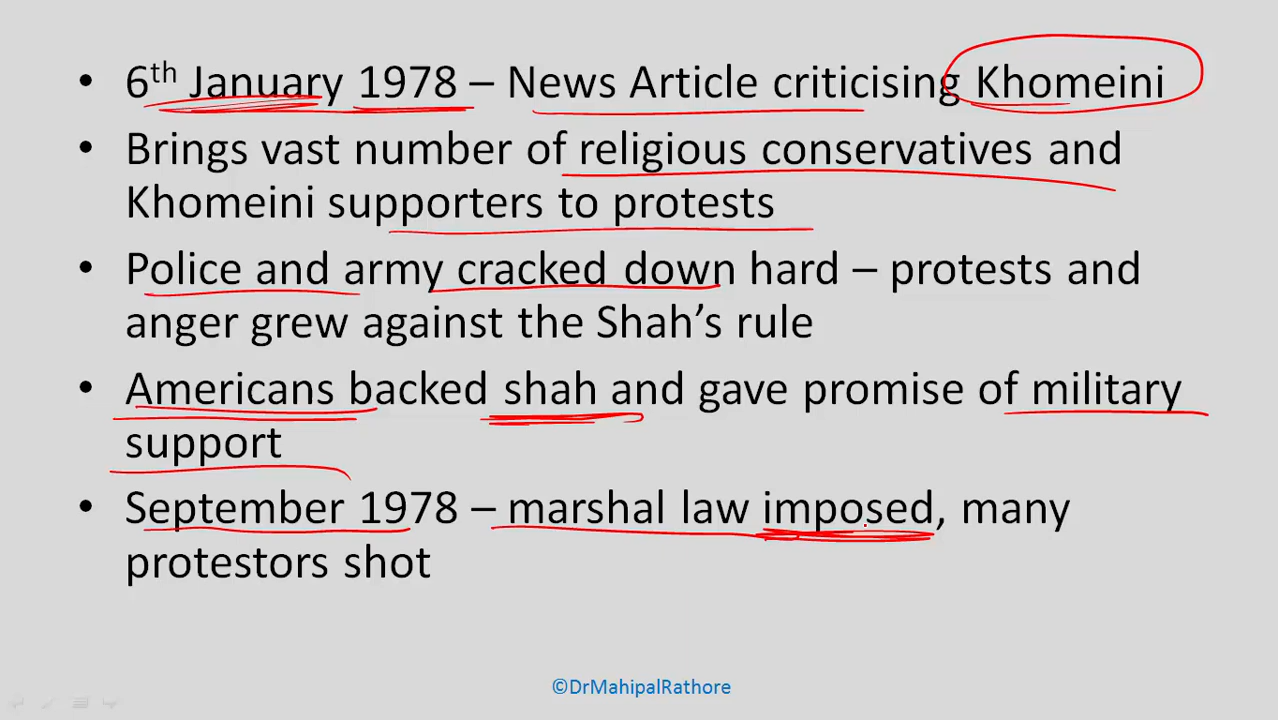 • 6th January 1978 – News Article criticising Khomeini
• Brings vast number of religious conservatives and
Khomeini supporters to protests
• Police and army cracked down hard – protests and
anger grew against the Shah's rule
• Americans backed shah and gave promise of military
support
• September 1978 – marshal law imposed, many
protestors shot
©DrMahipalRathore